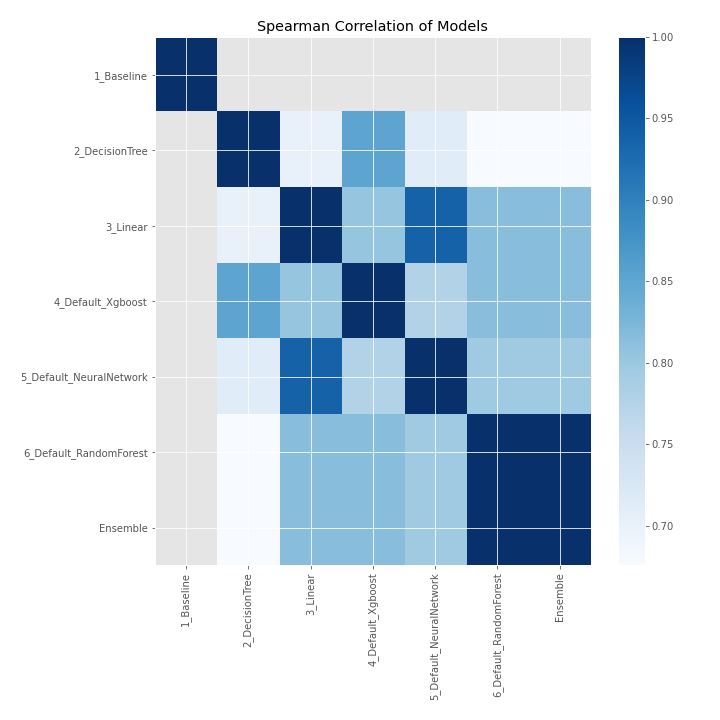 Spearman Correlation of Models
1_Baseline
2_DecisionTree
3_Linear
4_Default_Xgboost
5_Default_NeuralNetwork
6_Default_RandomForest
Ensemble
1_Baseline
2_DecisionTree
3_Linear
4_Default_Xgboost
5_Default_NeuralNetwork
6_Default_RandomForest
Ensemble
1.00
0.95
0.90
0.85
0.80
0.75
0.70